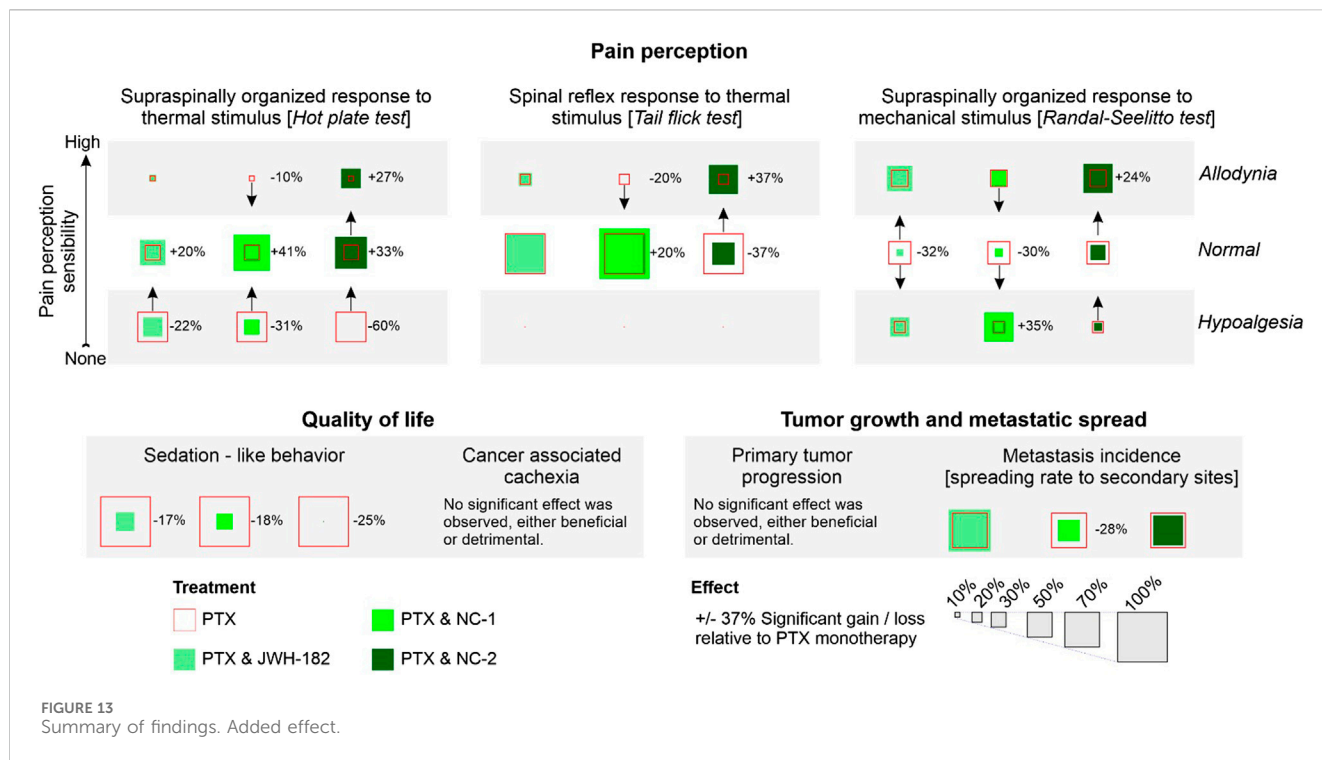 Pain perception
Supraspinally organized response to
thermal stimulus [Hot plate test]
Spinal reflex response to thermal
stimulus [Tail flick test]
Supraspinally organized response to
mechanical stimulus [Randal-Seelitto test]
Pain perception
sensibility
High
None
-10%
+27%
-20%
+37%
+24%
Allodynia
+20%
+41%
+33%
+20%
-37%
-32%
-30%
Normal
-22%
-31%
-60%
+35%
Hypoalgesia
Quality of life
Sedation - like behavior
-17%
-18%
-25%
Cancer associated
cachexia
No significant effect was
observed, either beneficial
or detrimental.
Tumor growth and metastatic spread
Primary tumor
progression
No significant effect was
observed, either beneficial
or detrimental.
Metastasis incidence
[spreading rate to secondary sites]
-28%
Treatment
PTX
PTX & JWH-182
PTX & NC-1
PTX & NC-2
Effect
+/- 37% Significant gain / loss
relative to PTX monotherapy
10%
20%
30%
50%
70%
100%
FIGURE 13
Summary of findings. Added effect.